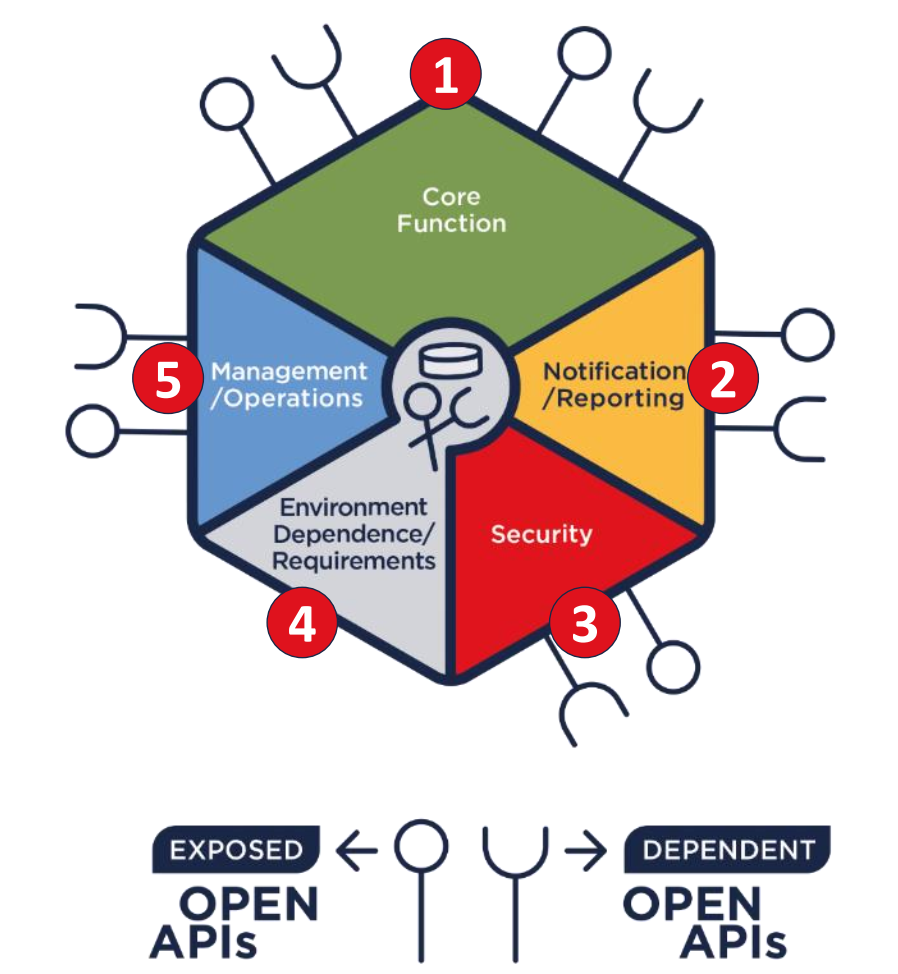 1
Core
Function
5
Management
/Operations
Notification
/Reporting
2
Environment
Dependence/
Requirements
Security
4
3
EXPOSED
OPEN
APIs
DEPENDENT
OPEN
APIs